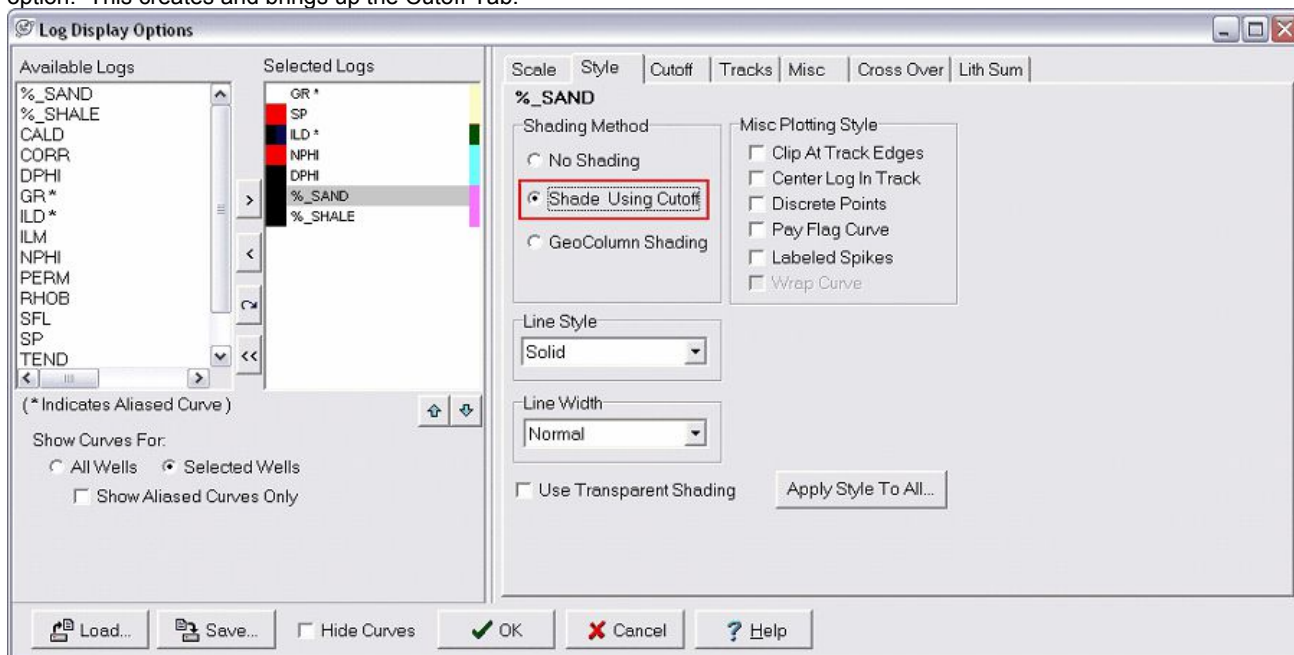 option. This creates and brings up the Cutoff Tab.
Log Display Options
Available Logs
%_SAND
%_SHALE
CALD
CORR
DPHI
GR *
ILD *
ILM
NPHI
PERM
RHOB
SFL
SP
TEND
>
<
<<
Selected Logs
GR *
SP
ILD *
NPHI
DPHI
%_SAND
%_SHALE
(* Indicates Aliased Curve )
Show Curves For:
All Wells Selected Wells
Show Aliased Curves Only
Scale Style Cutoff Tracks Misc Cross Over Lith Sum
%_SAND
Shading Method
No Shading
Shade Using Cutoff
GeoColumn Shading
Misc Plotting Style
Clip At Track Edges
Center Log In Track
Discrete Points
Pay Flag Curve
Labeled Spikes
Wrap Curve
Line Style
Solid
Line Width
Normal
Use Transparent Shading Apply Style To All...
Load... Save... Hide Curves OK Cancel ? Help